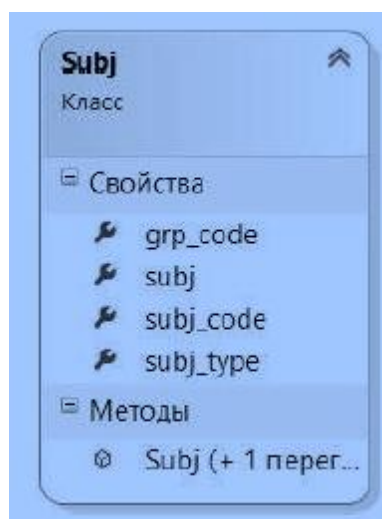 Subj
Класс
Свойства
grp_code
subj
subj_code
subj_type
Методы
Subj (+ 1 перег...